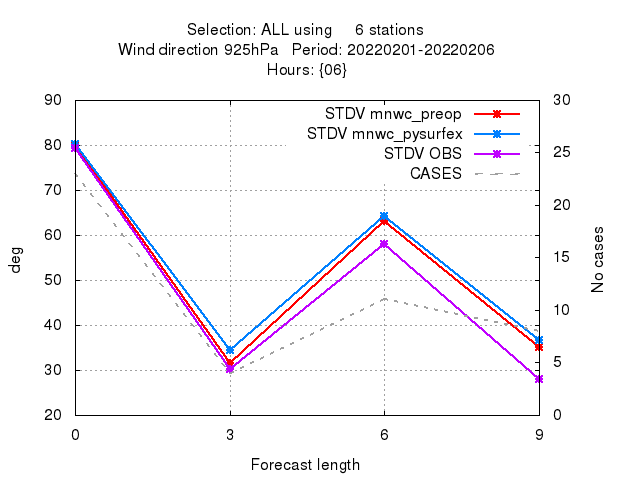 Selection: ALL using     6 stations
Wind direction 925hPa   Period: 20220201-20220206
Hours: {06}
STDV mnwc_preop
STDV mnwc_pysurfex
STDV OBS
CASES
90
80
70
60
50
40
30
20
30
25
20
15
10
5
0
deg
No cases
0 3 6 9
Forecast length